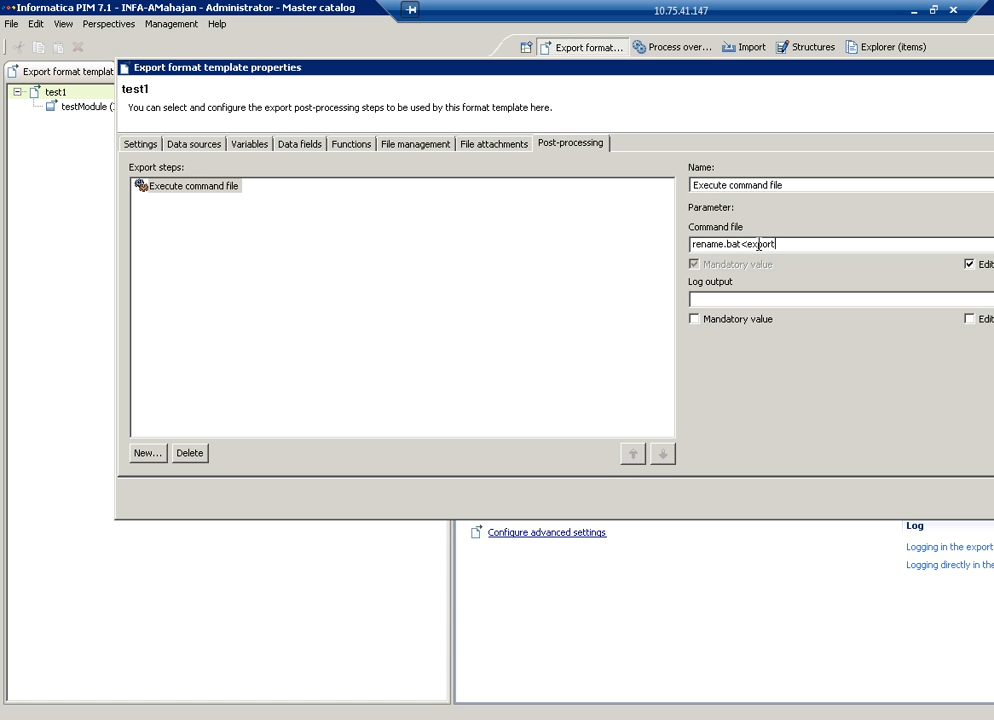 Informatica PIM 7.1 - INFA-AMahajan - Administrator - Master catalog
10.75.41.147
File Edit View Perspectives Management Help
Export format... Process over... Import Structures Explorer (items)
Export format templat
Export format template properties
test1
testModule (
test1
You can select and configure the export post-processing steps to be used by this format template here.
Settings Data sources Variables Data fields Functions File management File attachments Post-processing
Export steps:
Execute command file
New... Delete
Name:
Execute command file
Parameter:
Command file
rename.bat<export
Mandatory value Edit
Log output
Mandatory value Edit
Configure advanced settings
Log
Logging in the export
Logging directly in the